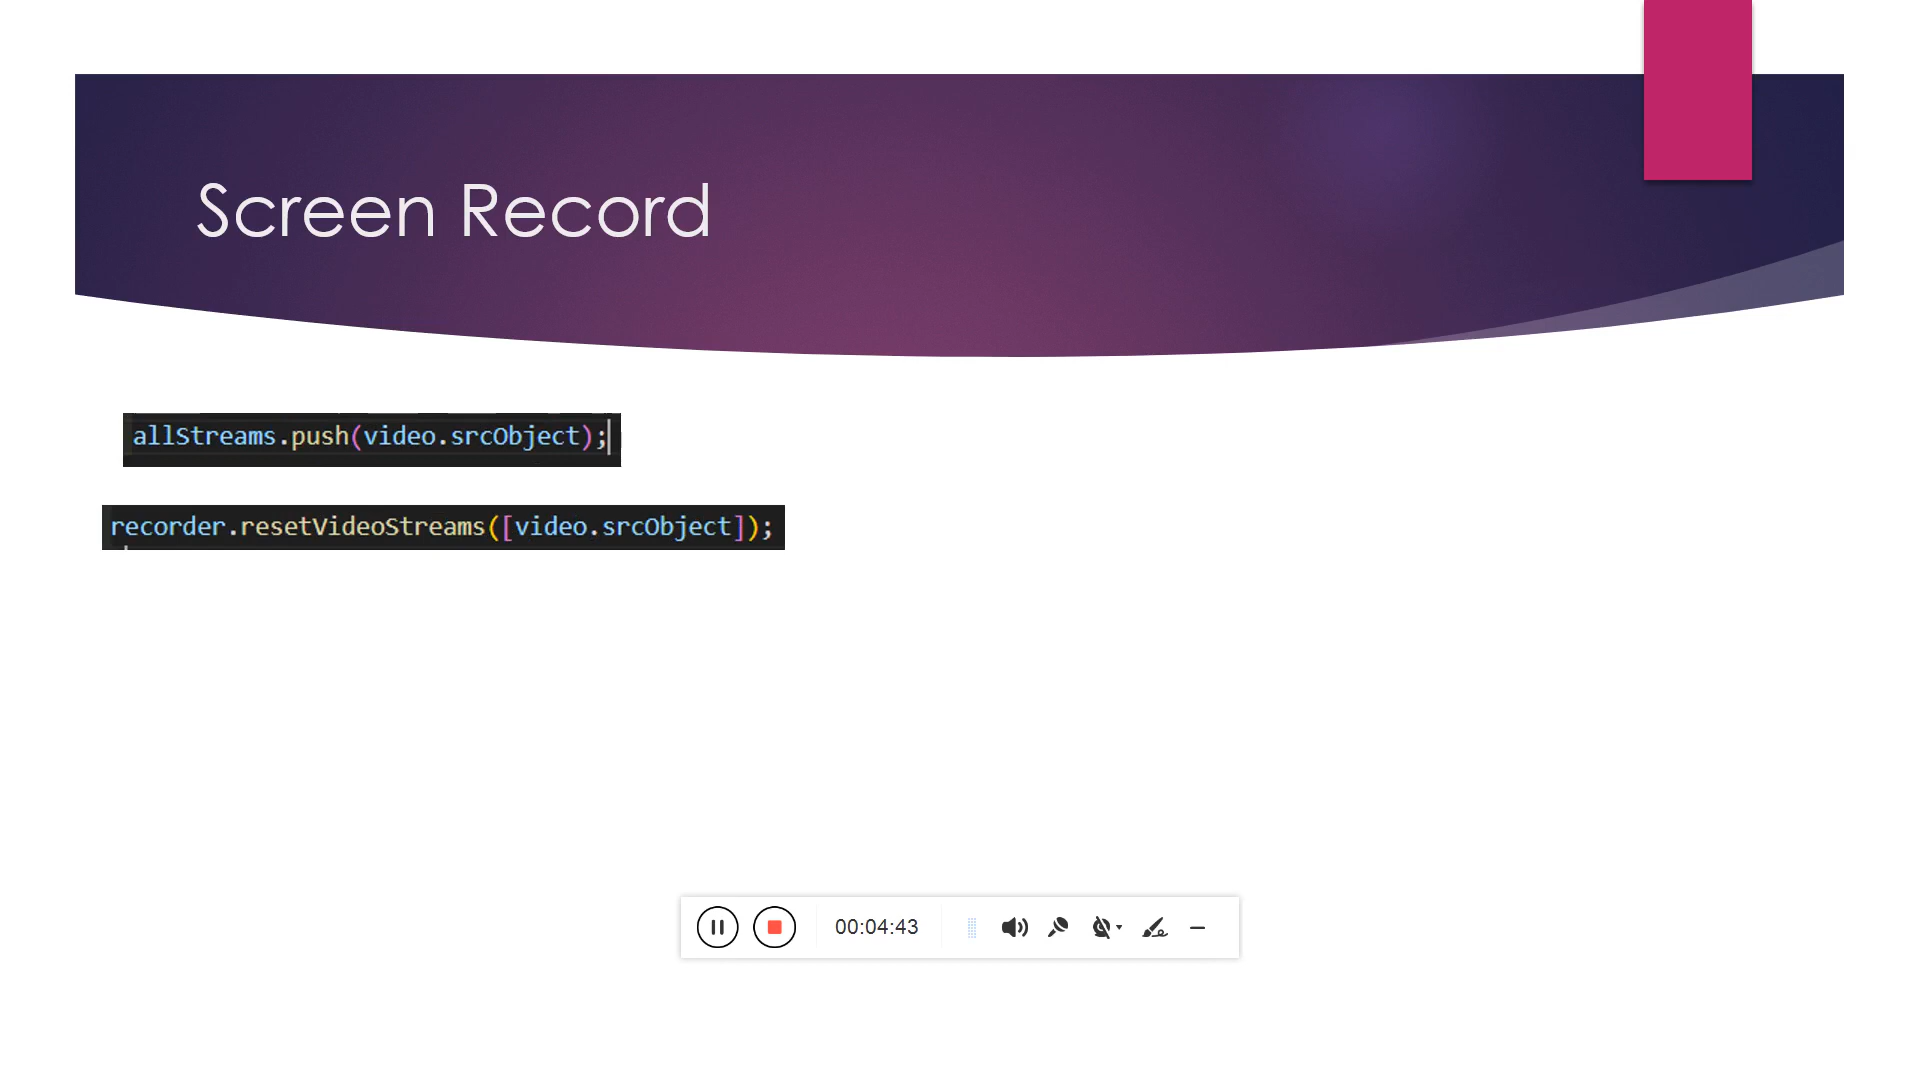 Screen Record
allStreams.push(video.srcObject);
recorder.resetVideoStreams([video.srcObject]);
00:04:43